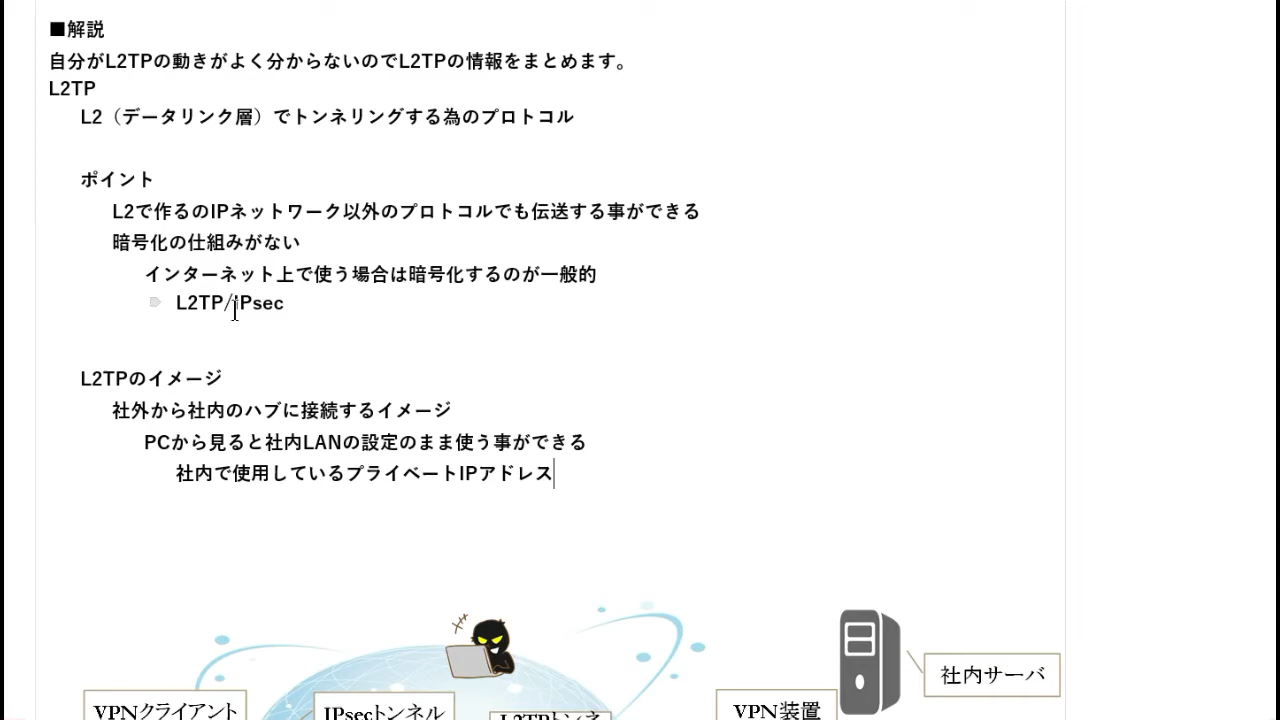 ■解説
自分がL2TPの動きがよく分からないのでL2TPの情報をまとめます。
L2TP
L2（データリンク層）でトンネリングする為のプロトコル
ポイント
L2で作るのIPネットワーク以外のプロトコルでも伝送する事ができる
暗号化の仕組みがない
インターネット上で使う場合は暗号化するのが一般的
L2TP/IPsec
L2TPのイメージ
社外から社内のハブに接続するイメージ
PCから見ると社内LANの設定のまま使う事ができる
社内で使用しているプライベートIPアドレス
社内サーバ
VPNクライアント
IPsecトンネル
L2TPトンネ
VPN装置